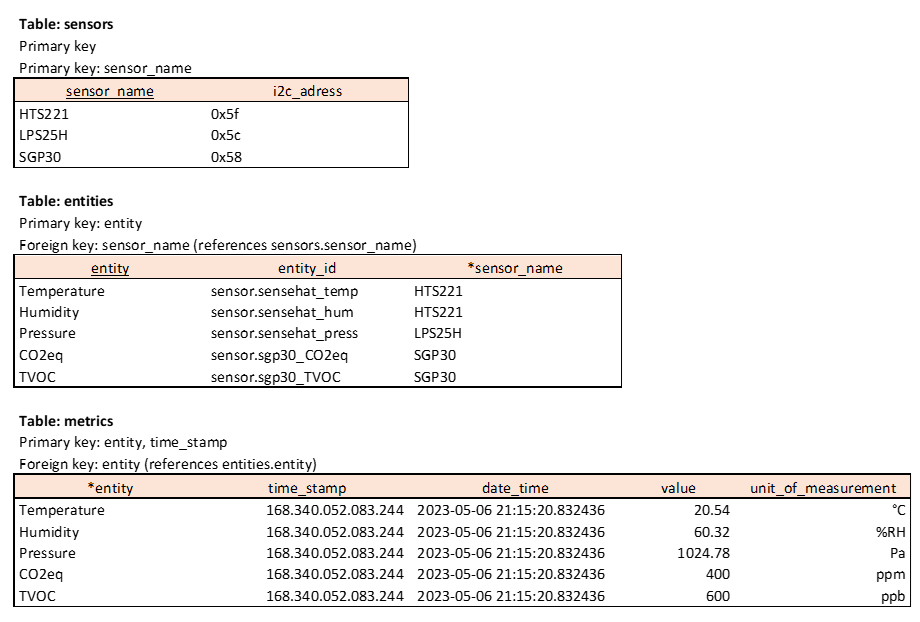 Table: sensors
Primary key
Primary key: sensor_name
sensor_name i2c_adress
HTS221 0x5f
LPS25H 0x5c
SGP30 0x58
Table: entities
Primary key: entity
Foreign key: sensor_name (references sensors.sensor_name)
entity entity_id *sensor_name
Temperature sensor.sensehat_temp HTS221
Humidity sensor.sensehat_hum HTS221
Pressure sensor.sensehat_press LPS25H
CO2eq sensor.sgp30_CO2eq SGP30
TVOC sensor.sgp30_TVOC SGP30
Table: metrics
Primary key: entity, time_stamp
Foreign key: entity (references entities.entity)
*entity time_stamp date_time value unit_of_measurement
Temperature 168.340.052.083.244 2023-05-06 21:15:20.832436 20.54 °C
Humidity 168.340.052.083.244 2023-05-06 21:15:20.832436 60.32 %RH
Pressure 168.340.052.083.244 2023-05-06 21:15:20.832436 1024.78 Pa
CO2eq 168.340.052.083.244 2023-05-06 21:15:20.832436 400 ppm
TVOC 168.340.052.083.244 2023-05-06 21:15:20.832436 600 ppb